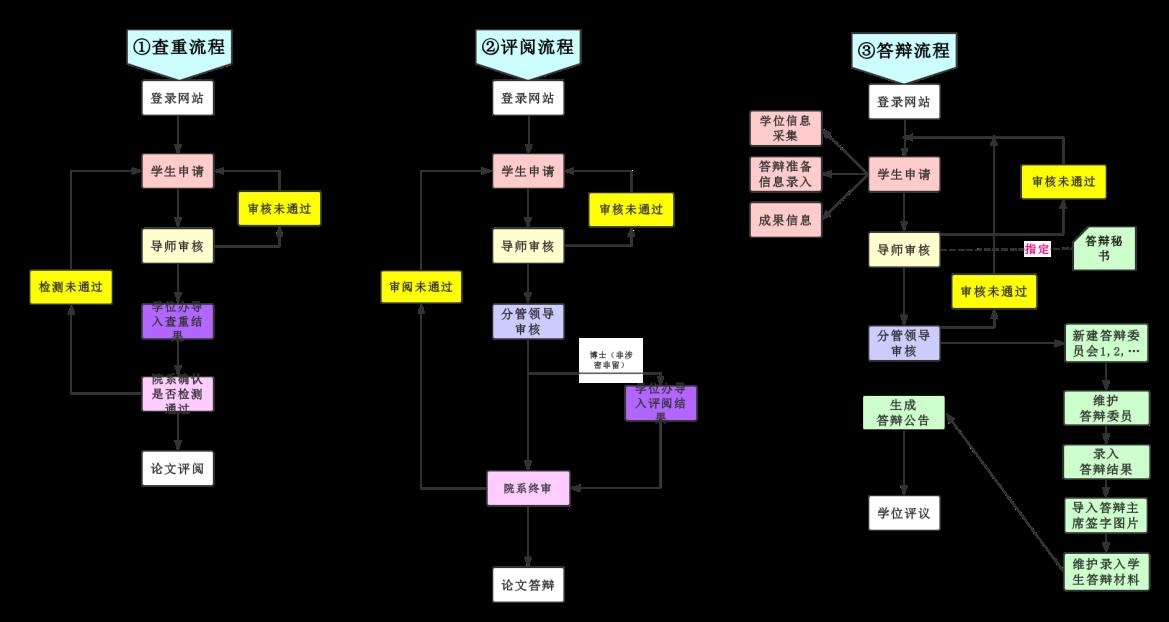 ①查重流程
登录网站
学生申请
审核未通过
导师审核
检测未通过
学位办导
入查重结
果
院系确认
是否检测
通过
论文评阅
②评阅流程
登录网站
学生申请
审核未通过
导师审核
审阅未通过
分管领导
审核
博士（非涉
密非留）
学位办导
入评阅结
果
院系终审
论文答辩
③答辩流程
登录网站
学位信息
采集
答辩准备
信息录入
成果信息
学生申请
审核未通过
导师审核
指定
答辩秘
书
审核未通过
分管领导
审核
新建答辩委
员会1,2,…
维护
答辩委员
录入
答辩结果
导入答辩主
席签字图片
维护录入学
生答辩材料
生成
答辩公告
学位评议